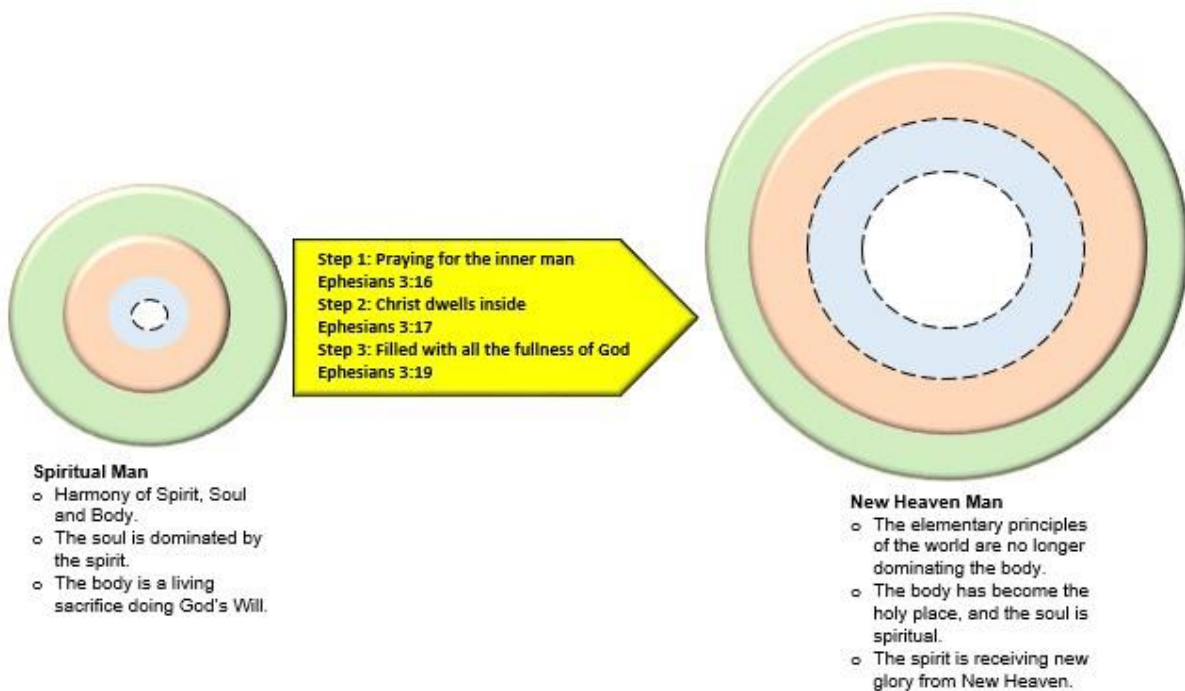 Step 1: Praying for the inner man
Ephesians 3:16
Step 2: Christ dwells inside
Ephesians 3:17
Step 3: Filled with all the fullness of God
Ephesians 3:19
Spiritual Man
o Harmony of Spirit, Soul
and Body.
o The soul is dominated by
the spirit.
o The body is a living
sacrifice doing God's Will.
New Heaven Man
o The elementary principles
of the world are no longer
dominating the body.
o The body has become the
holy place, and the soul is
spiritual.
o The spirit is receiving new
glory from New Heaven.